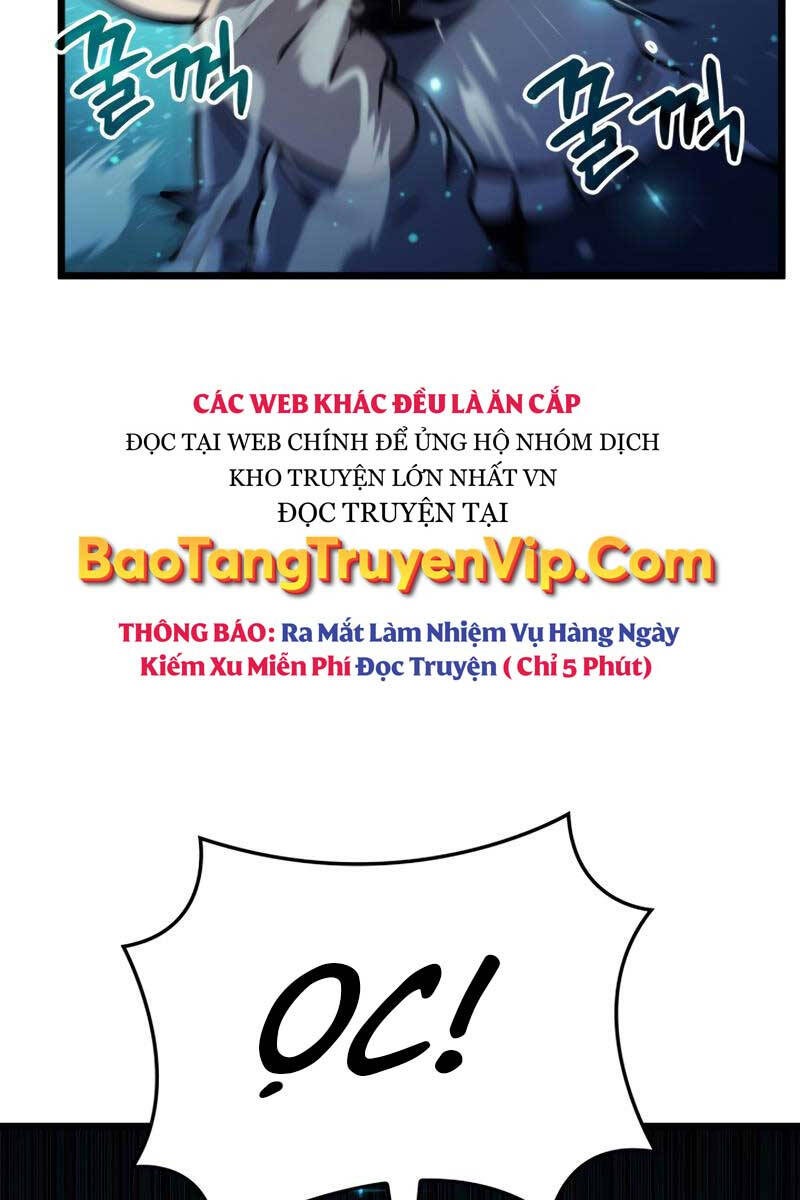 꿀꺽
꿀꺽
CÁC WEB KHÁC ĐỀU LÀ ĂN CẮP
ĐỌC TẠI WEB CHÍNH ĐỂ ỦNG HỘ NHÓM DỊCH
KHO TRUYỆN LỚN NHẤT VN
ĐỌC TRUYỆN TẠI
BaoTangTruyenVip.Com
THÔNG BÁO: Ra Mắt Làm Nhiệm Vụ Hàng Ngày
Kiếm Xu Miễn Phí Đọc Truyện ( Chỉ 5 Phút)
ỌC!